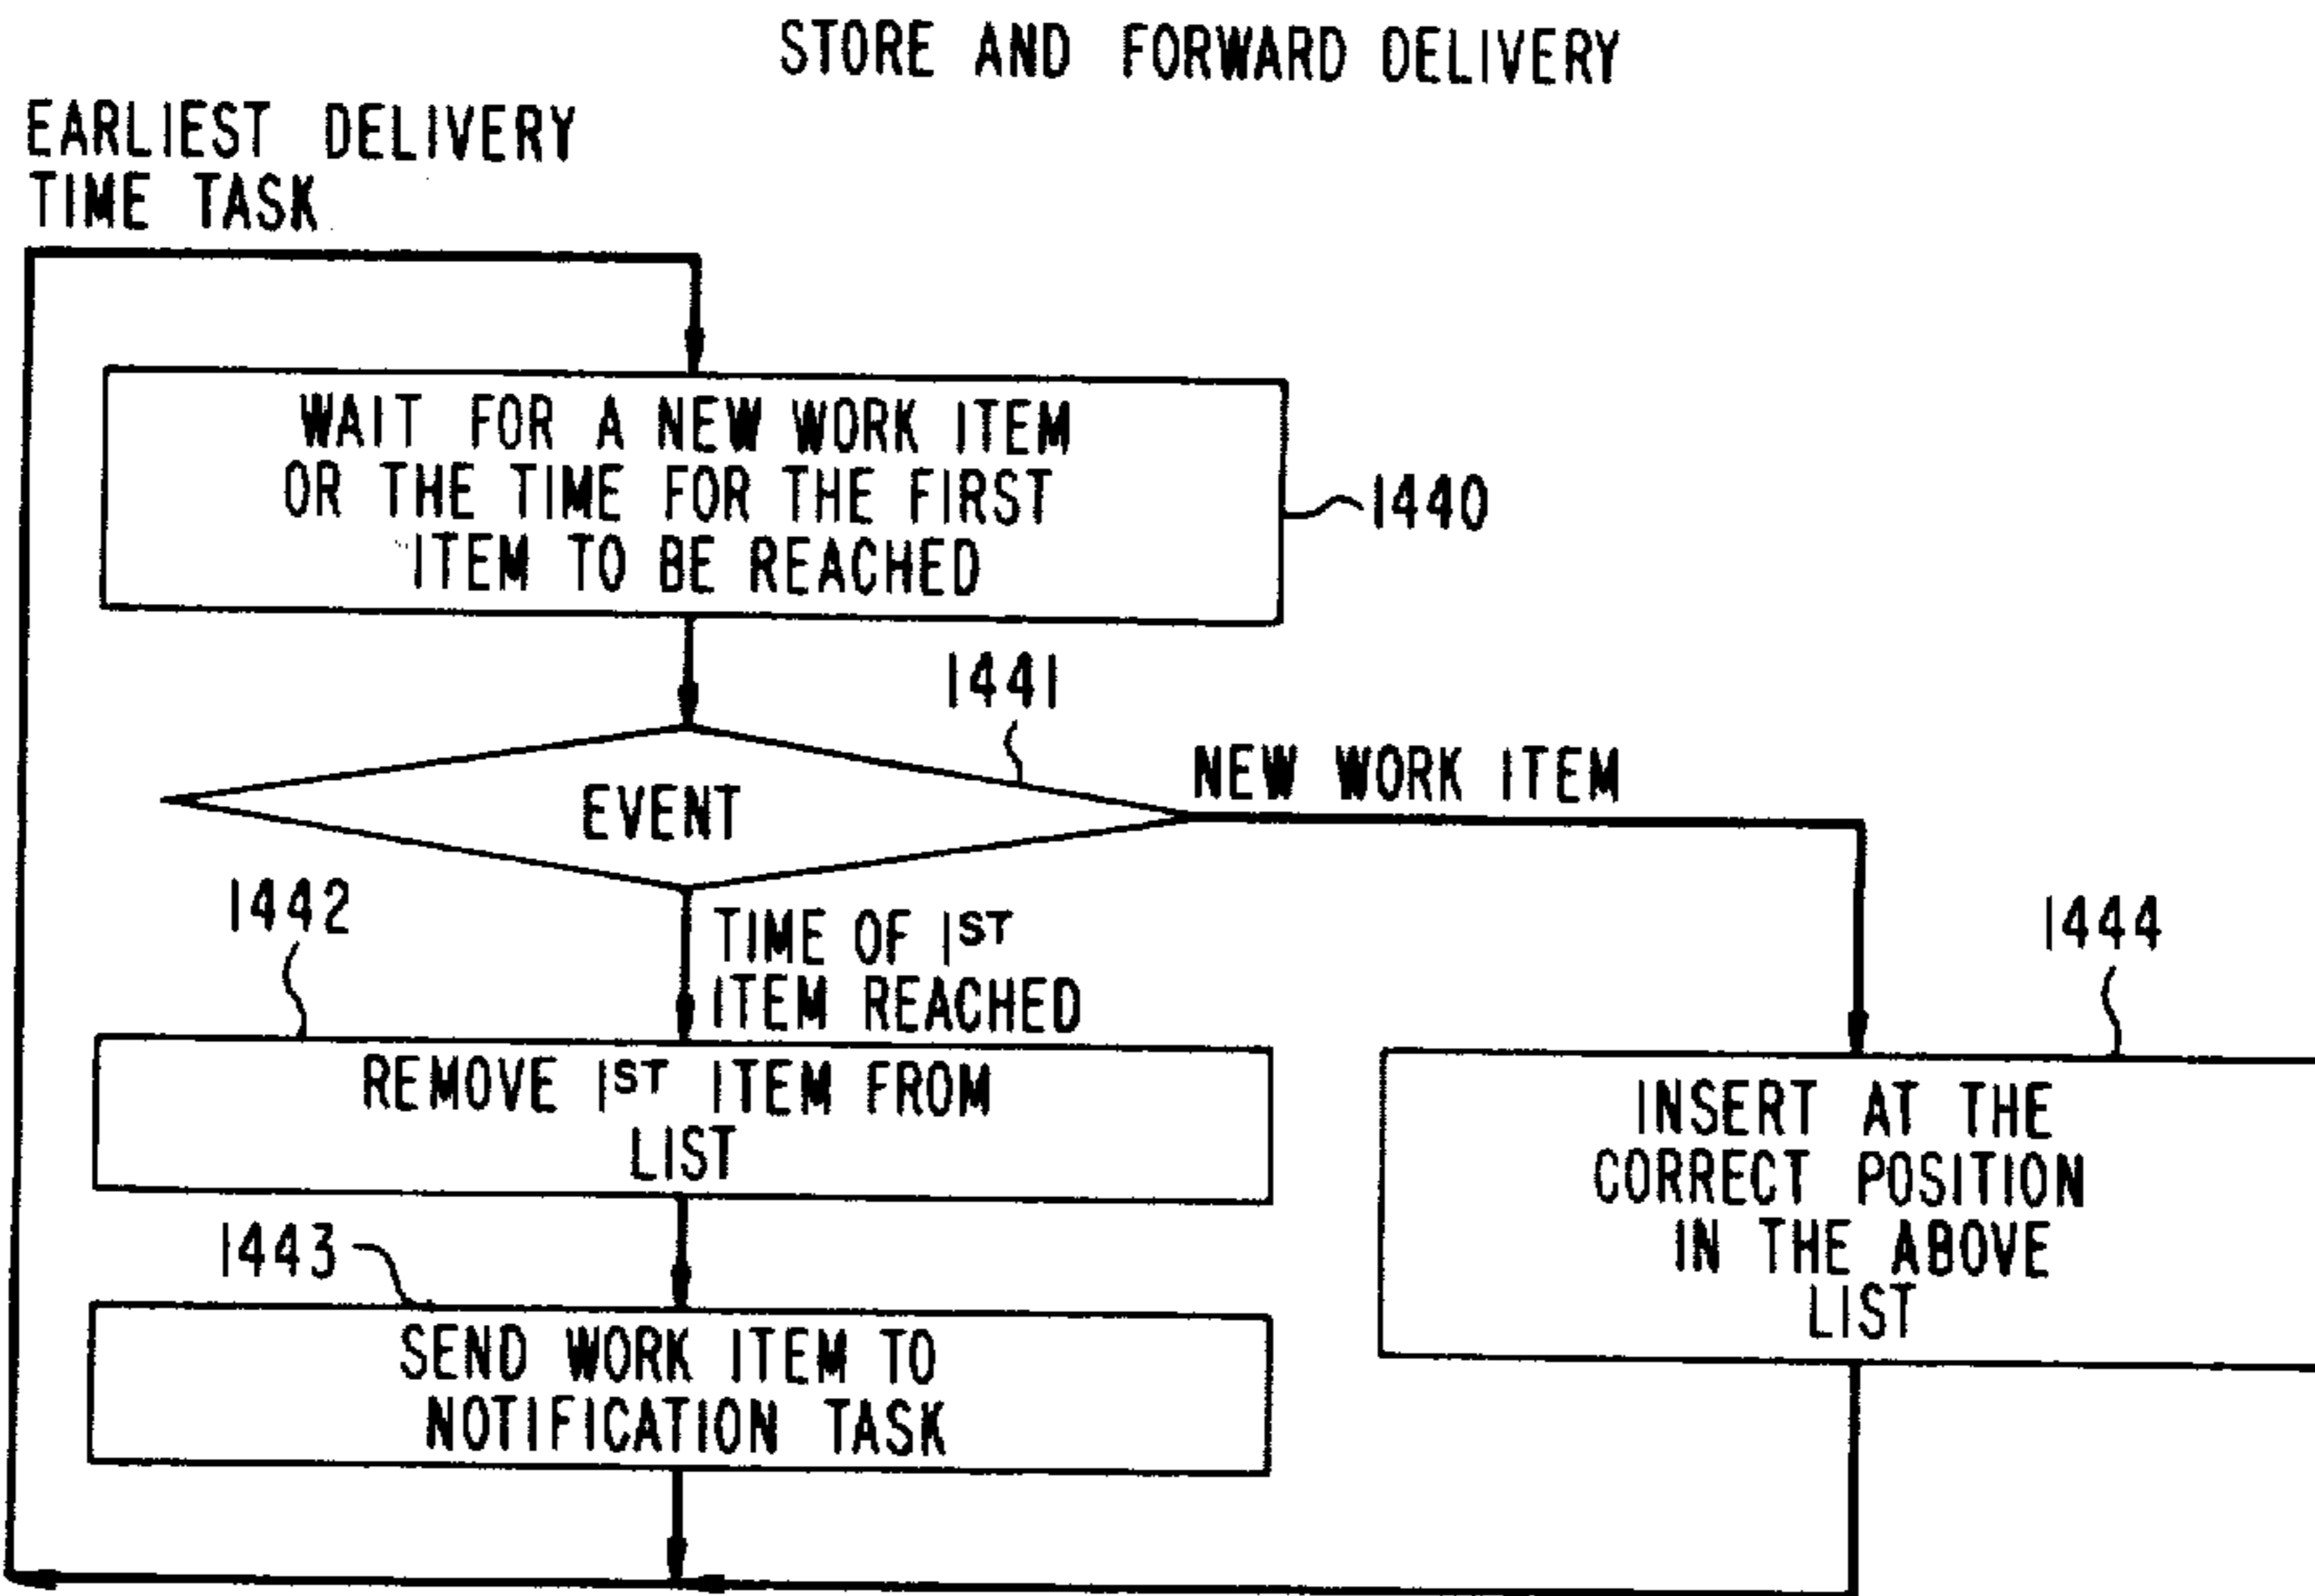 STORE AND FORWARD DELIVERY
EARLIEST DELIVERY
TIME TASK
WAIT FOR A NEW WORK ITEM
OR THE TIME FOR THE FIRST
ITEM TO BE REACHED
1440
1441
EVENT
NEW WORK ITEM
1442
TIME OF 1ST
ITEM REACHED
1444
REMOVE 1ST ITEM FROM
LIST
INSERT AT THE
CORRECT POSITION
IN THE ABOVE
LIST
1443
SEND WORK ITEM TO
NOTIFICATION TASK